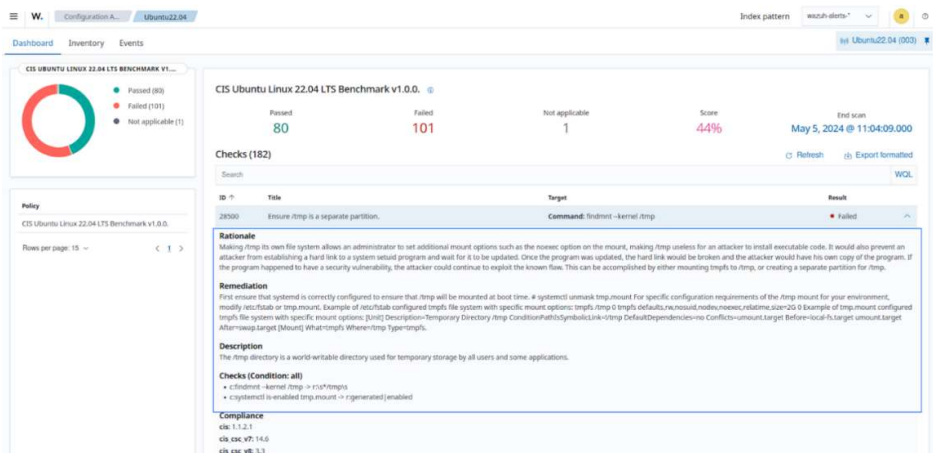 W. Configuration A... Ubuntu22.04 Index pattern wazuh-alerts-* a
Dashboard Inventory Events Ubuntu22.04 (003)
CIS UBUNTU LINUX 22.04 LTS BENCHMARK V1....
Passed (80)
Failed (101)
Not applicable (1)
Policy
CIS Ubuntu Linux 22.04 LTS Benchmark v1.0.0.
Rows per page: 15 < 1 >
CIS Ubuntu Linux 22.04 LTS Benchmark v1.0.0.
Passed Failed Not applicable Score End scan
80 101 1 44% May 5, 2024 @ 11:04:09.000
Checks (182) Refresh Export formatted
Search WQL
ID ↑ Title Target Result
28500 Ensure /tmp is a separate partition. Command: findmnt --kernel /tmp Failed
Rationale
Making /tmp its own file system allows an administrator to set additional mount options such as the noexec option on the mount, making /tmp useless for an attacker to install executable code. It would also prevent an
attacker from establishing a hard link to a system setuid program and wait for it to be updated. Once the program was updated, the hard link would be broken and the attacker would have his own copy of the program. If
the program happened to have a security vulnerability, the attacker could continue to exploit the known flaw. This can be accomplished by either mounting tmpfs to /tmp, or creating a separate partition for /tmp.
Remediation
First ensure that systemd is correctly configured to ensure that /tmp will be mounted at boot time. # systemctl unmask tmp.mount For specific configuration requirements of the /tmp mount for your environment,
modify /etc/fstab or tmp.mount. Example of /etc/fstab configured tmpfs file system with specific mount options: tmpfs /tmp 0 tmpfs defaults,rw,nosuid,nodev,noexec,relatime,size=2G 0 Example of tmp.mount configured
tmpfs file system with specific mount options: [Unit] Description=Temporary Directory /tmp ConditionPathIsSymbolicLink=!/tmp DefaultDependencies=no Conflicts=umount.target Before=local-fs.target umount.target
After=swap.target [Mount] What=tmpfs Where=/tmp Type=tmpfs.
Description
The /tmp directory is a world-writable directory used for temporary storage by all users and some applications.
Checks (Condition: all)
• c:findmnt --kernel /tmp -> r:\s*/tmp\s
• c:systemctl is-enabled tmp.mount -> r:generated|enabled
Compliance
cis: 1.1.2.1
cis_csc_v7: 14.6
cis_csc_v8: 3.3